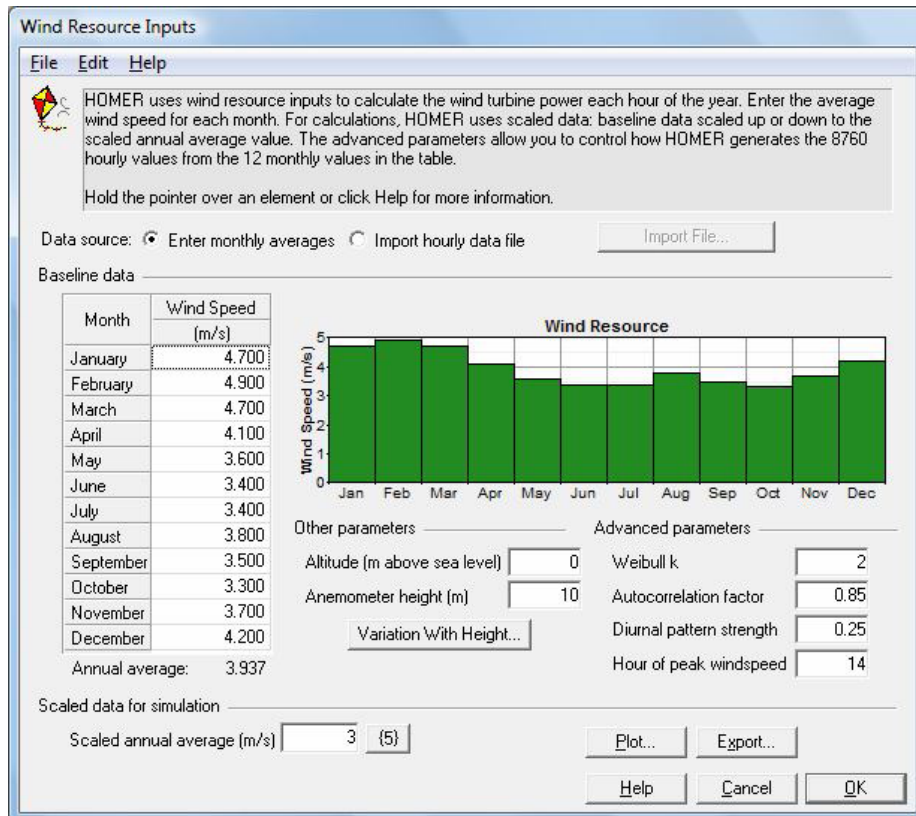 Wind Resource Inputs
File Edit Help
HOMER uses wind resource inputs to calculate the wind turbine power each hour of the year. Enter the average
wind speed for each month. For calculations, HOMER uses scaled data: baseline data scaled up or down to the
scaled annual average value. The advanced parameters allow you to control how HOMER generates the 8760
hourly values from the 12 monthly values in the table.
Hold the pointer over an element or click Help for more information.
Data source: Enter monthly averages Import hourly data file Import File...
Baseline data
Month Wind Speed
(m/s)
January 4.700
February 4.900
March 4.700
April 4.100
May 3.600
June 3.400
July 3.400
August 3.800
September 3.500
October 3.300
November 3.700
December 4.200
Annual average: 3.937
Wind Resource
Wind Speed (m/s)
5
4
3
2
1
0
Jan Feb Mar Apr May Jun Jul Aug Sep Oct Nov Dec
Other parameters
Altitude (m above sea level) 0
Anemometer height (m) 10
Variation With Height...
Advanced parameters
Weibull k 2
Autocorrelation factor 0.85
Diurnal pattern strength 0.25
Hour of peak windspeed 14
Scaled data for simulation
Scaled annual average (m/s) 3 {5}
Plot... Export...
Help Cancel OK